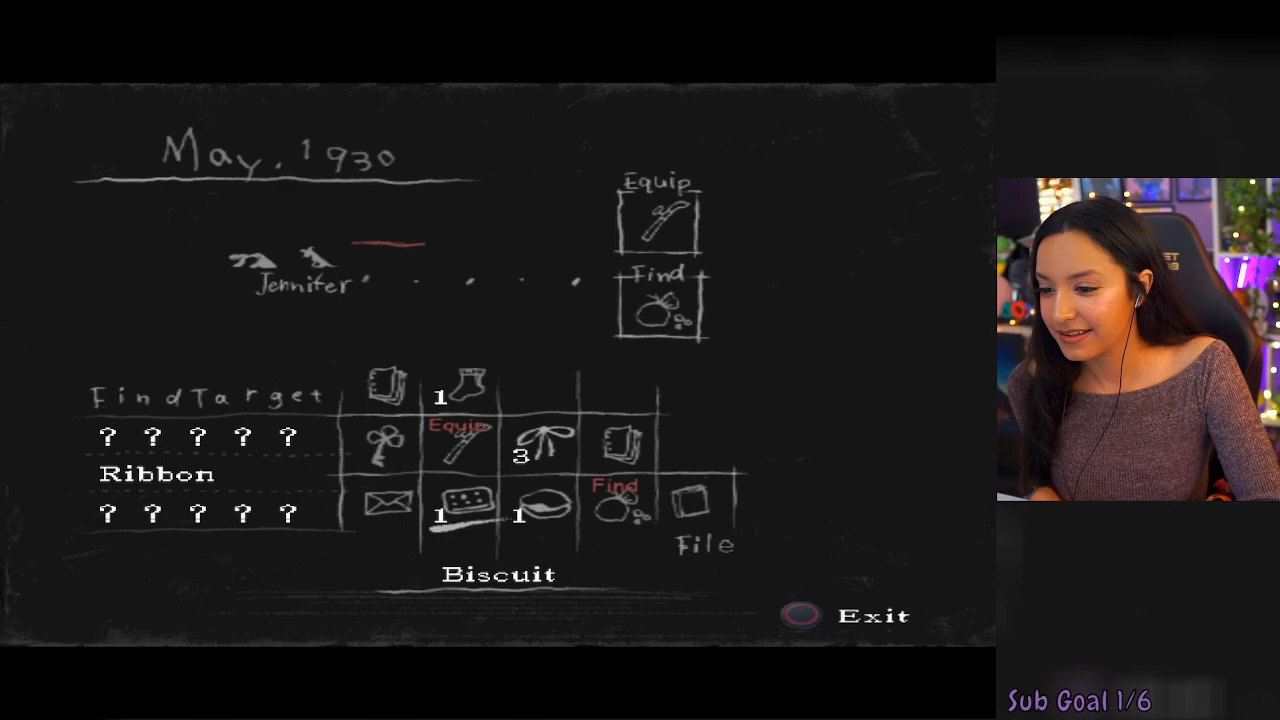 May. 1930
Equip
Find
Jennifer
FindTarget
1
? ? ? ? ?
Equip
3
Ribbon
Find
? ? ? ? ?
1
1
File
Biscuit
Exit
Sub Goal 1/6